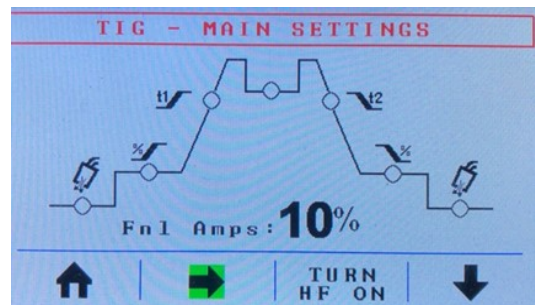 TIG - MAIN SETTINGS
t1
t2
%
%
Fnl Amps: 10%
TURN
HF ON